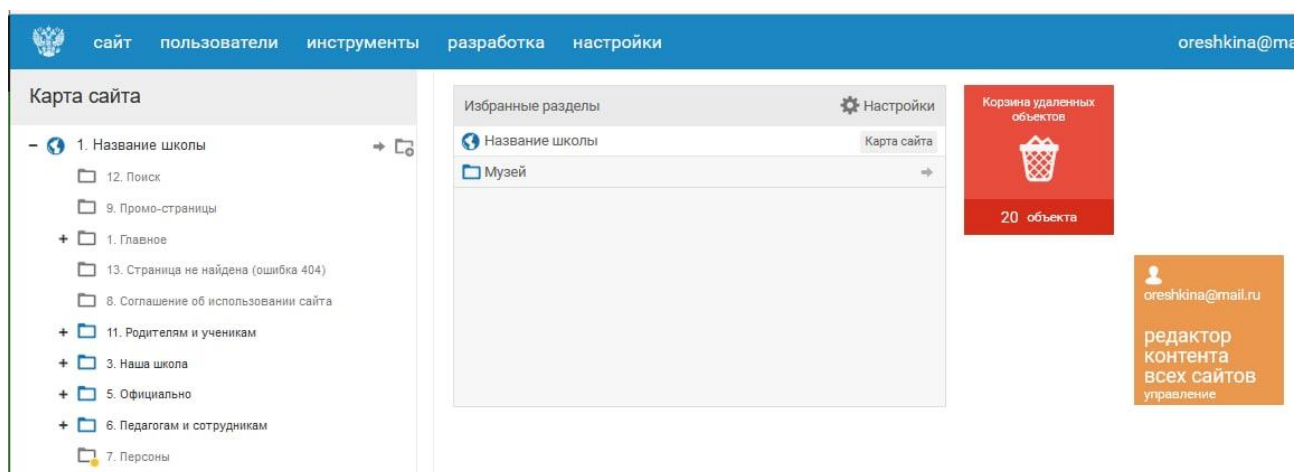 сайт пользователи инструменты разработка настройки oreshkina@ma
Карта сайта
1. Название школы
12. Поиск
9. Промо-страницы
1. Главное
13. Страница не найдена (ошибка 404)
8. Соглашение об использовании сайта
11. Родителям и ученикам
3. Наша школа
5. Официально
6. Педагогам и сотрудникам
7. Персоны
Избранные разделы Настройки
Название школы Карта сайта
Музей
Корзина удаленных
объектов
20 объекта
oreshkina@mail.ru
редактор
контента
всех сайтов
управление